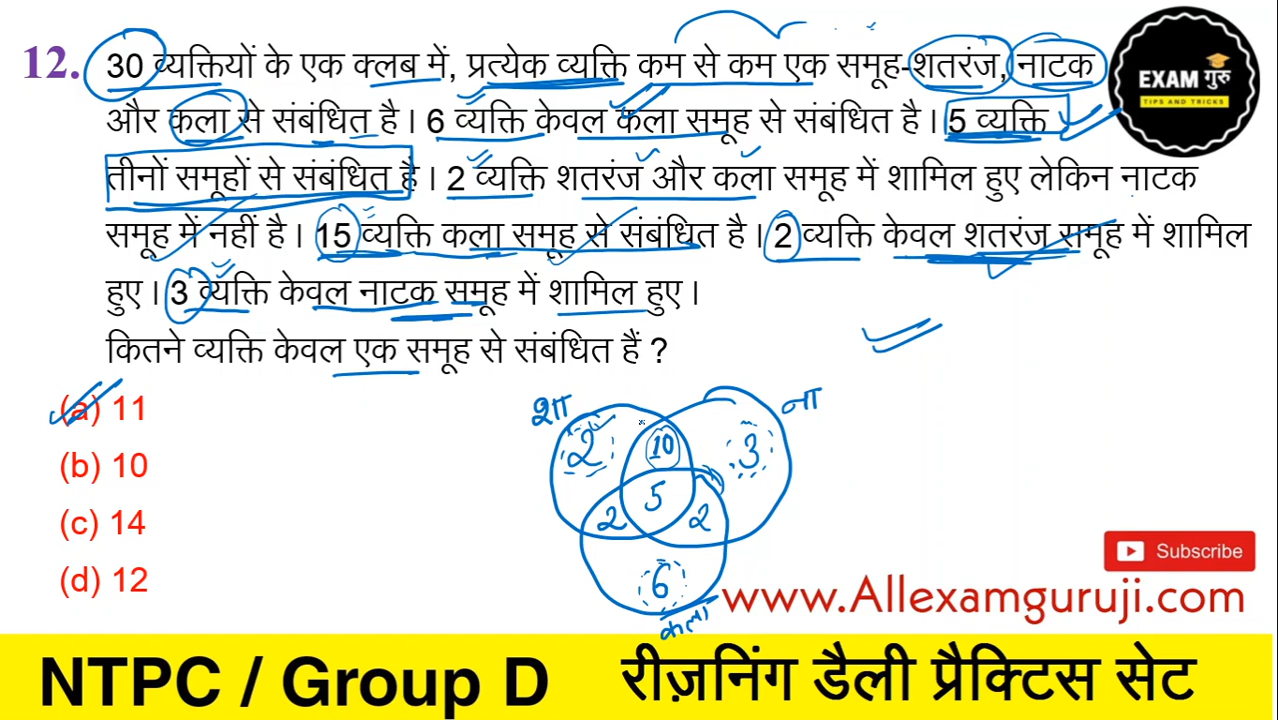 12. 30 व्यक्तियों के एक क्लब में, प्रत्येक व्यक्ति कम से कम एक समूह-शतरंज, नाटक
और कला से संबंधित है। 6 व्यक्ति केवल कला समूह से संबंधित है। 5 व्यक्ति
तीनों समूहों से संबंधित है। 2 व्यक्ति शतरंज और कला समूह में शामिल हुए लेकिन नाटक
समूह में नहीं है। 15 व्यक्ति कला समूह से संबंधित है। 2 व्यक्ति केवल शतरंज समूह में शामिल
हुए। 3 व्यक्ति केवल नाटक समूह में शामिल हुए।
कितने व्यक्ति केवल एक समूह से संबंधित हैं ?
(a) 11
(b) 10
(c) 14
(d) 12
EXAM गुरु
TIPS AND TRICKS
शा
ना
2
10
3
5
2
2
6
कला
Subscribe
www.Allexamguruji.com
NTPC / Group D रीज़निंग डैली प्रैक्टिस सेट